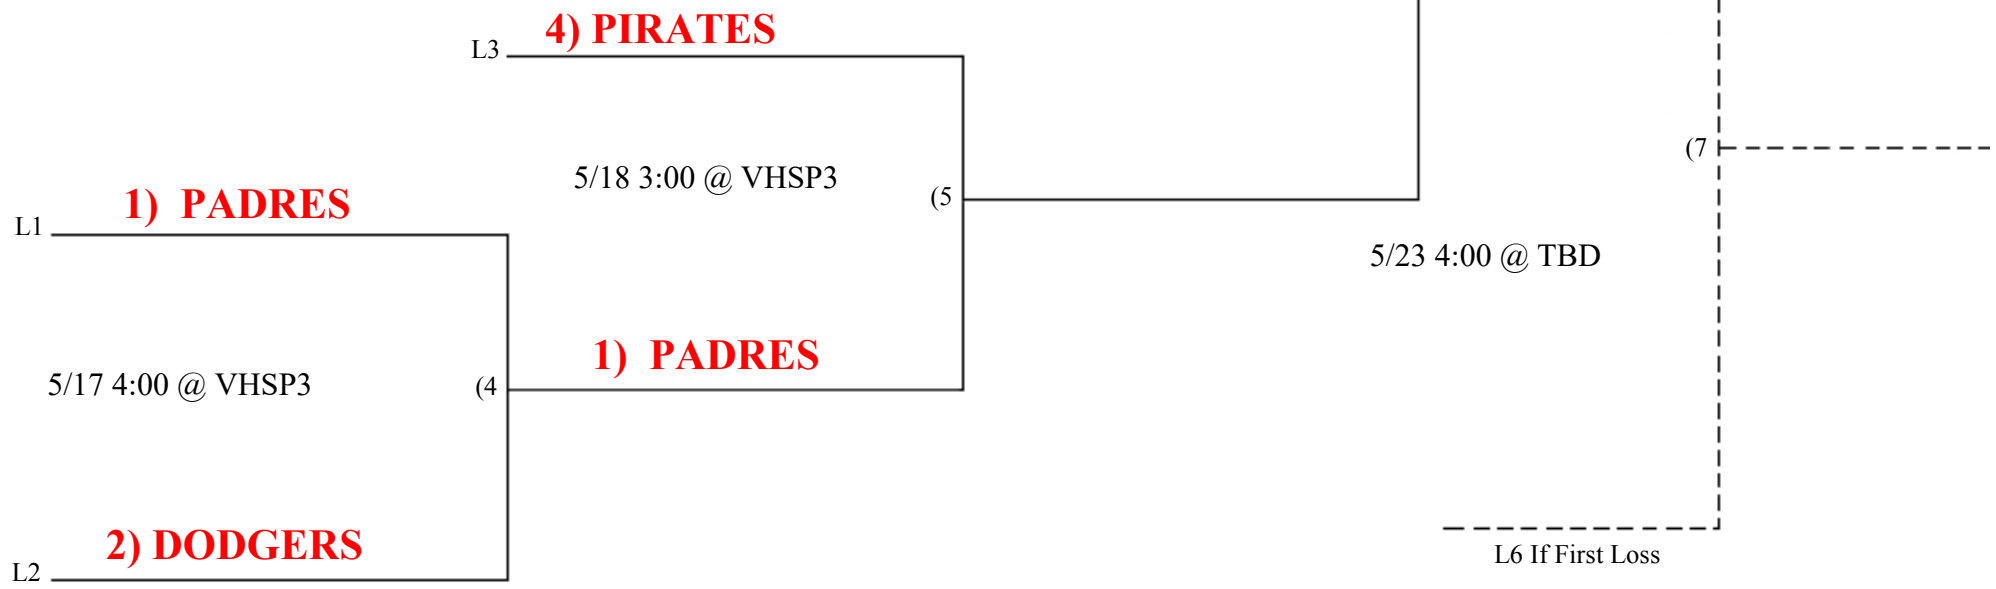 4) PIRATES
L3
(7
5/18 3:00 @ VHSP3
(5
1) PADRES
L1
5/23 4:00 @ TBD
1) PADRES
5/17 4:00 @ VHSP3
(4
2) DODGERS
L6 If First Loss
L2